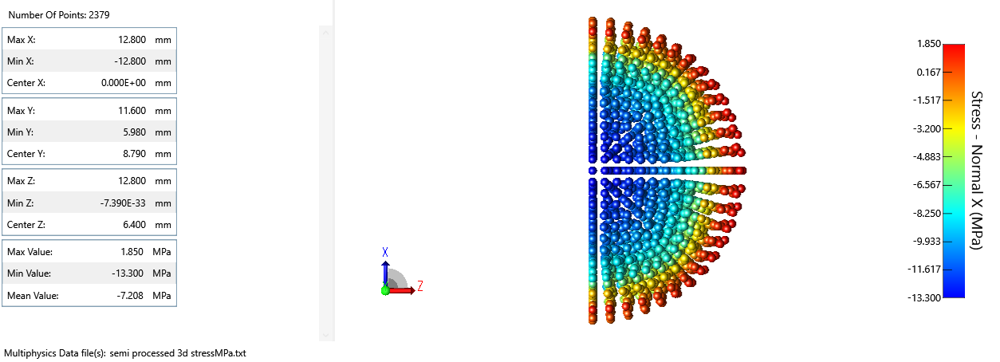 Number Of Points: 2379
Max X: 12.800 mm
Min X: -12.800 mm
Center X: 0.000E+00 mm
Max Y: 11.600 mm
Min Y: 5.980 mm
Center Y: 8.790 mm
Max Z: 12.800 mm
Min Z: -7.390E-33 mm
Center Z: 6.400 mm
Max Value: 1.850 MPa
Min Value: -13.300 MPa
Mean Value: -7.208 MPa
Multiphysics Data file(s): semi processed 3d stressMPa.txt
X
Z
1.850
0.167
-1.517
-3.200
-4.883
-6.567
-8.250
-9.933
-11.617
-13.300
Stress - Normal X (MPa)